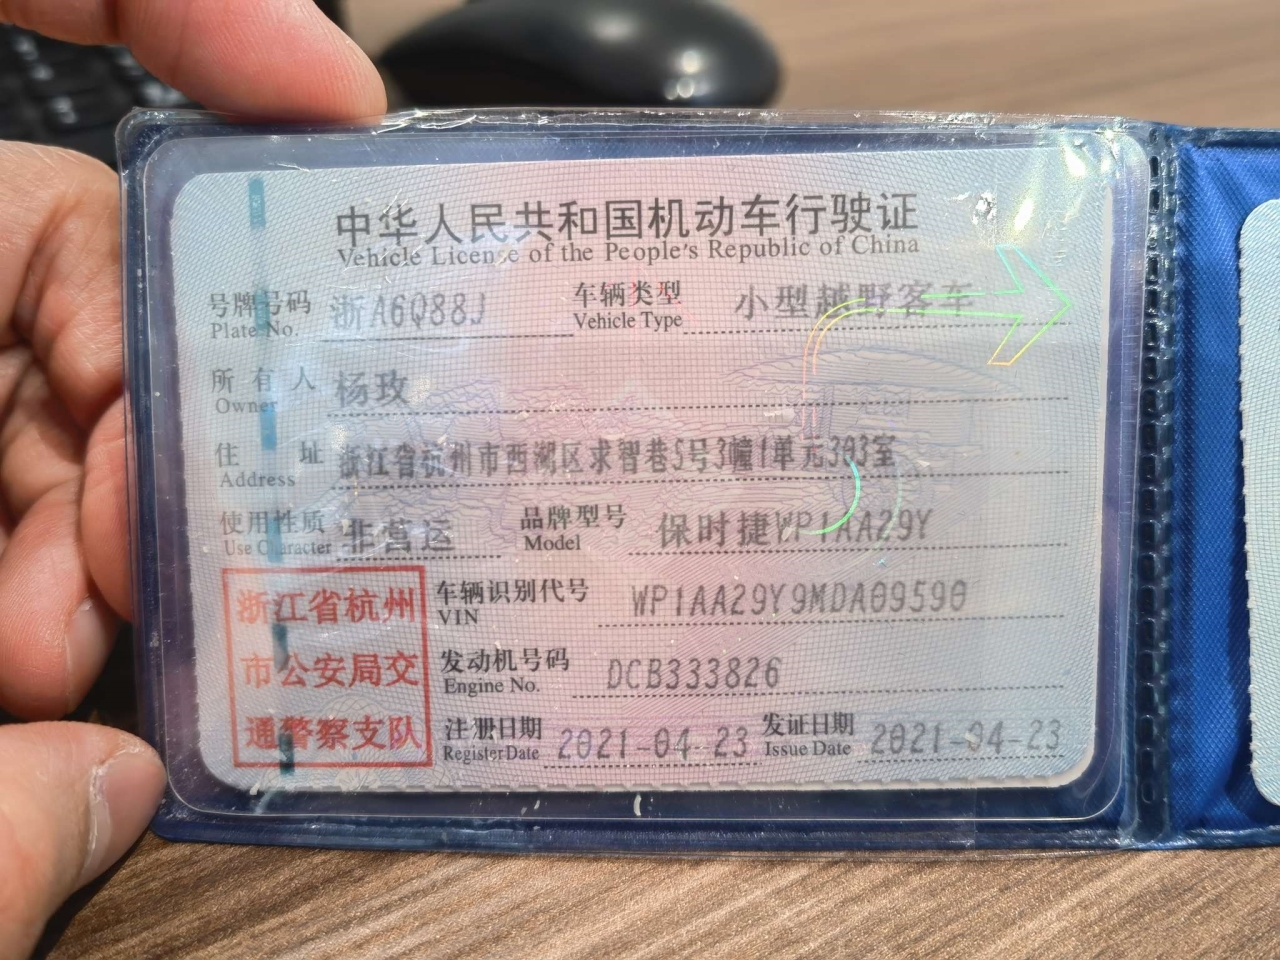 中华人民共和国机动车行驶证
Vehicle License of the People's Republic of China
号牌号码 浙A6Q88J 车辆类型 小型越野客车
Plate No. Vehicle Type
所有人 杨玫
Owner
住址 浙江省杭州市西湖区求智巷5号3幢1单元303室
Address
使用性质 非营运 品牌型号 保时捷WP1AA29Y
Use Character Model
浙江省杭州 车辆识别代号 WP1AA29Y9MDA09590
VIN
市公安局交 发动机号码 DCB333826
Engine No.
通警察支队 注册日期 2021-04-23 发证日期 2021-04-23
Register Date Issue Date